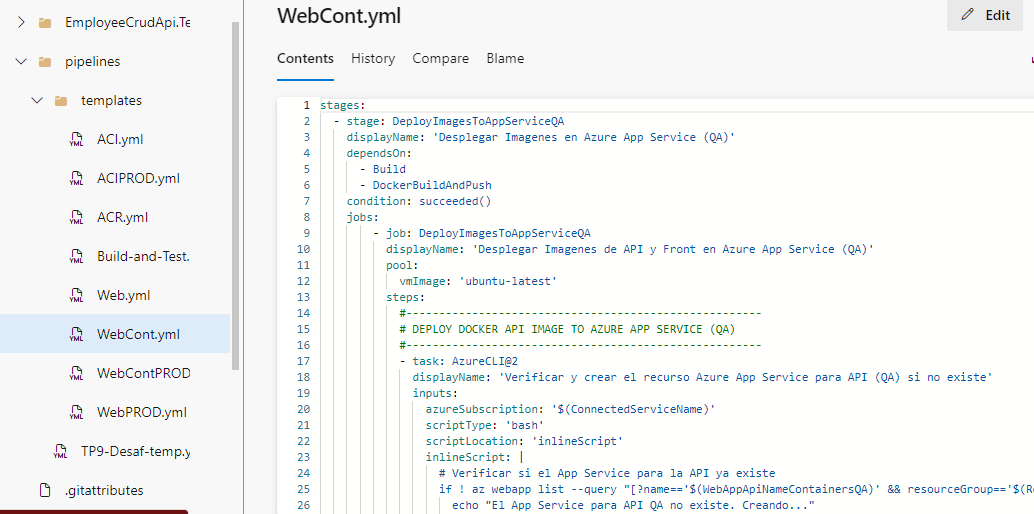 EmployeeCrudApi.Te
pipelines
templates
ACI.yml
ACIPROD.yml
ACR.yml
Build-and-Test.
Web.yml
WebCont.yml
WebContPROD
WebPROD.yml
TP9-Desaf-temp.y
.gitattributes
WebCont.yml
Edit
Contents History Compare Blame
1 stages:
2 - stage: DeployImagesToAppServiceQA
3 displayName: 'Desplegar Imagenes en Azure App Service (QA)'
4 dependsOn:
5 - Build
6 - DockerBuildAndPush
7 condition: succeeded()
8 jobs:
9 - job: DeployImagesToAppServiceQA
10 displayName: 'Desplegar Imagenes de API y Front en Azure App Service (QA)'
11 pool:
12 vmImage: 'ubuntu-latest'
13 steps:
14 #------------------------------------------------------
15 # DEPLOY DOCKER API IMAGE TO AZURE APP SERVICE (QA)
16 #------------------------------------------------------
17 - task: AzureCLI@2
18 displayName: 'Verificar y crear el recurso Azure App Service para API (QA) si no existe'
19 inputs:
20 azureSubscription: '$(ConnectedServiceName)'
21 scriptType: 'bash'
22 scriptLocation: 'inlineScript'
23 inlineScript: |
24 # Verificar si el App Service para la API ya existe
25 if ! az webapp list --query "[?name=='$(WebAppApiNameContainersQA)' && resourceGroup=='$(Re
26 echo "El App Service para API QA no existe. Creando..."